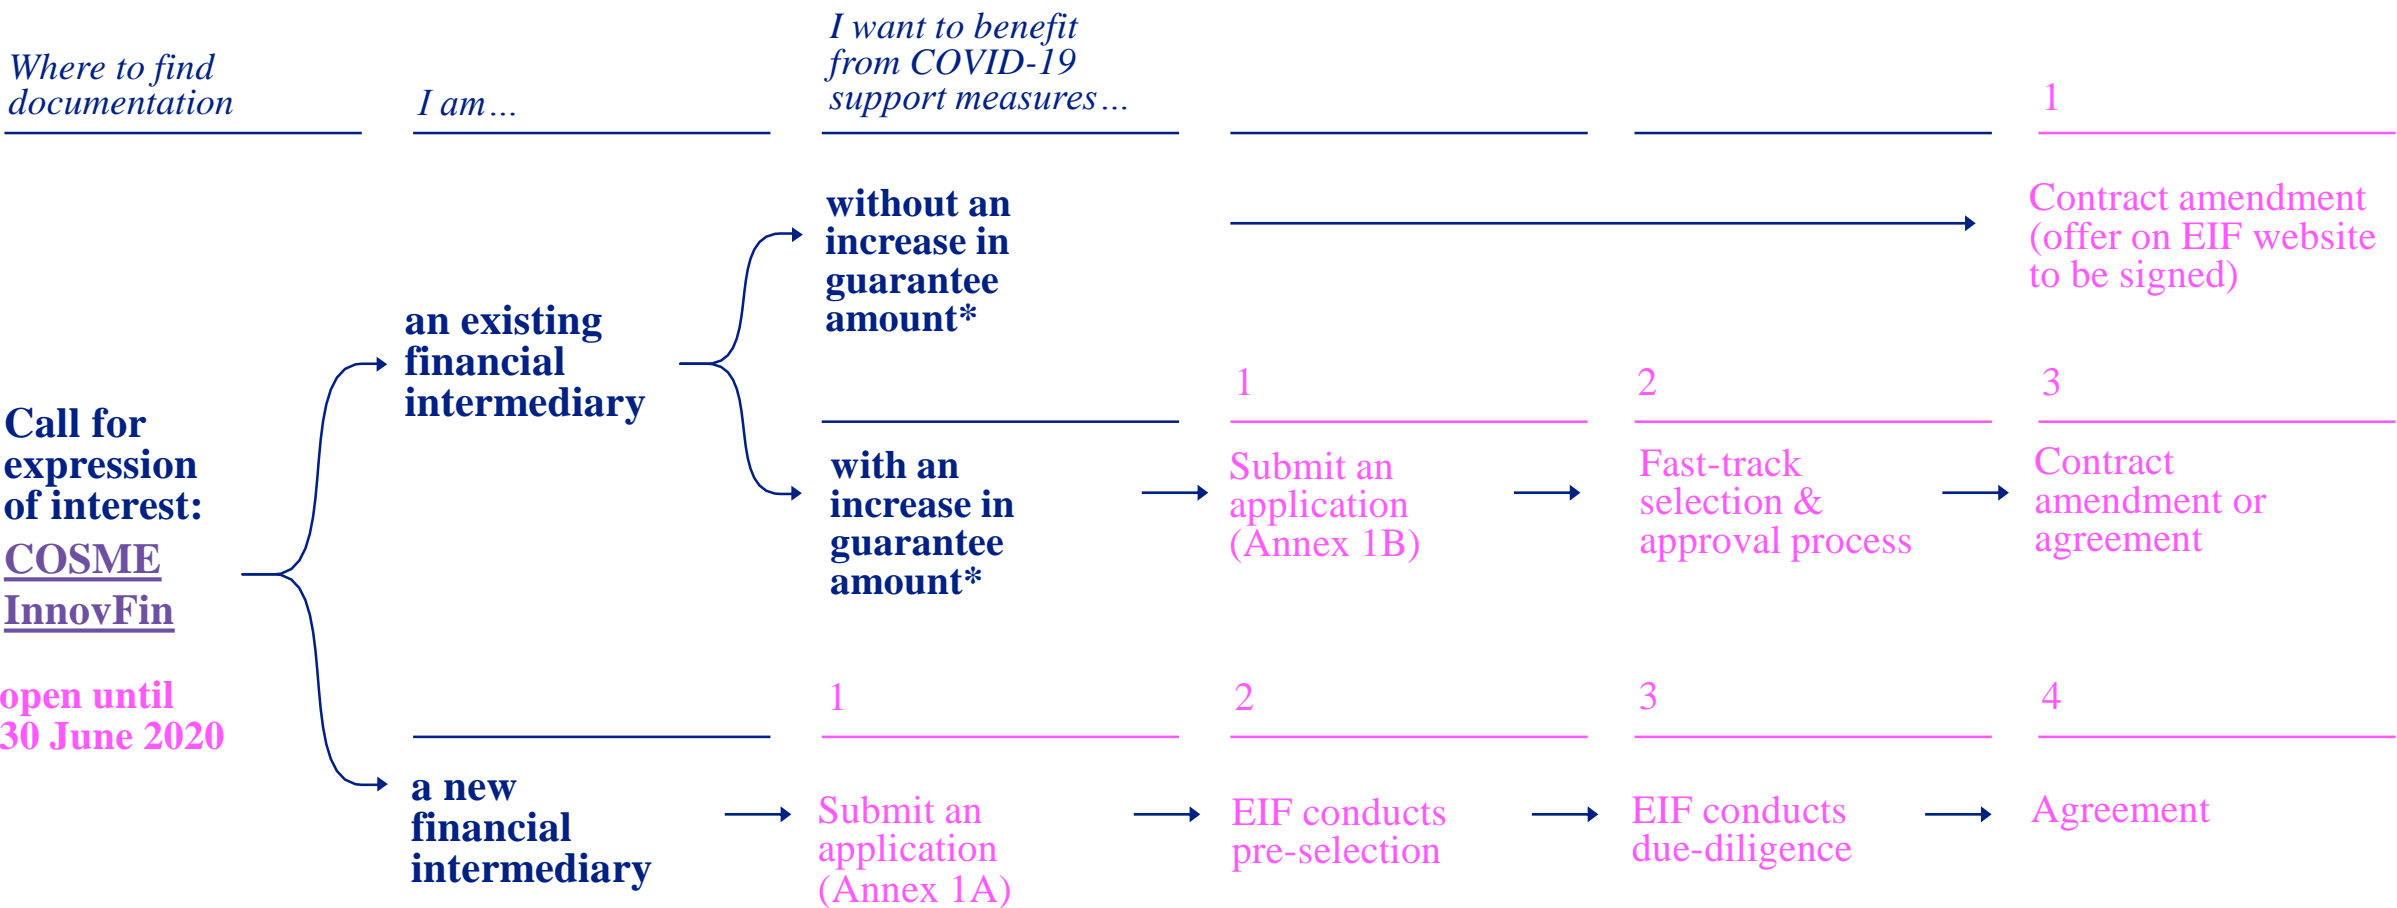 Where to find
documentation
I am…
I want to benefit
from COVID-19
support measures…
1
Call for
expression
of interest:
COSME
InnovFin
open until
30 June 2020
an existing
financial
intermediary
without an
increase in
guarantee
amount*
Contract amendment
(offer on EIF website
to be signed)
with an
increase in
guarantee
amount*
1
Submit an
application
(Annex 1B)
2
Fast-track
selection &
approval process
3
Contract
amendment or
agreement
a new
financial
intermediary
1
Submit an
application
(Annex 1A)
2
EIF conducts
pre-selection
3
EIF conducts
due-diligence
4
Agreement